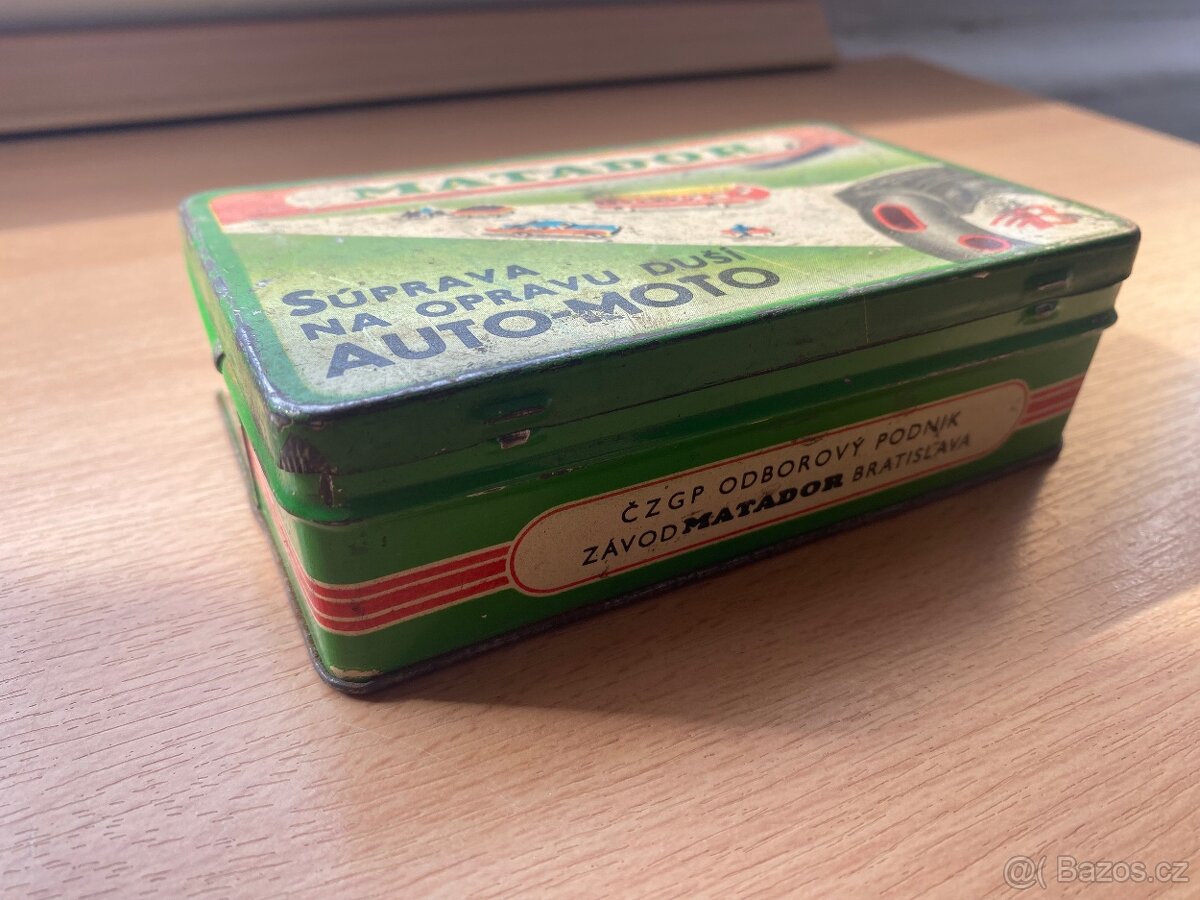 MATADOR
SÚPRAVA
NA OPRAVU DUŠÍ
AUTO-MOTO
ČZGP ODBOROVÝ PODNIK
ZÁVOD MATADOR BRATISLAVA
@( Bazos.cz